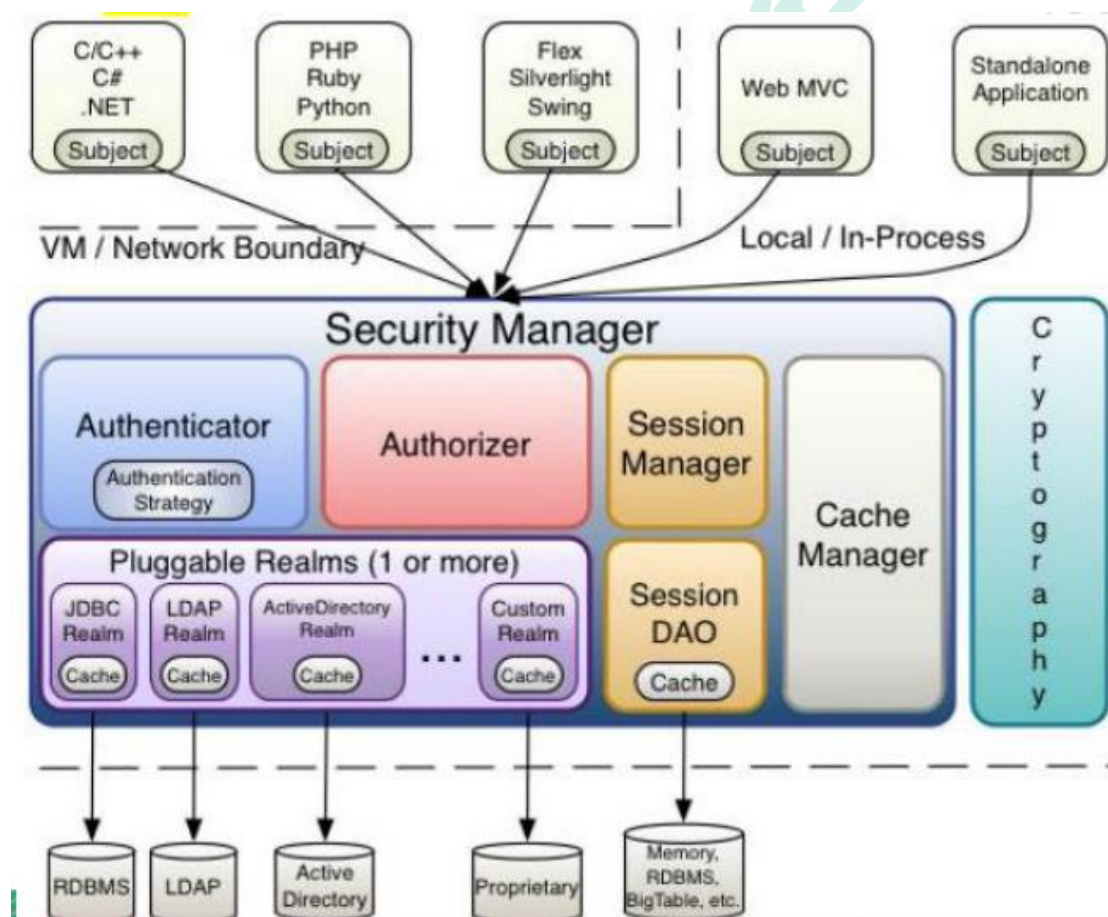 C/C++
C#
.NET
Subject
PHP
Ruby
Python
Subject
Flex
Silverlight
Swing
Subject
Web MVC
Subject
Standalone
Application
Subject
VM / Network Boundary
Local / In-Process
Security Manager
Authenticator
Authentication
Strategy
Authorizer
Session
Manager
Cache
Manager
Cryptography
Pluggable Realms (1 or more)
JDBC
Realm
Cache
LDAP
Realm
Cache
ActiveDirectory
Realm
Cache
...
Custom
Realm
Cache
Session
DAO
Cache
RDBMS
LDAP
Active
Directory
Proprietary
Memory,
RDBMS,
BigTable, etc.